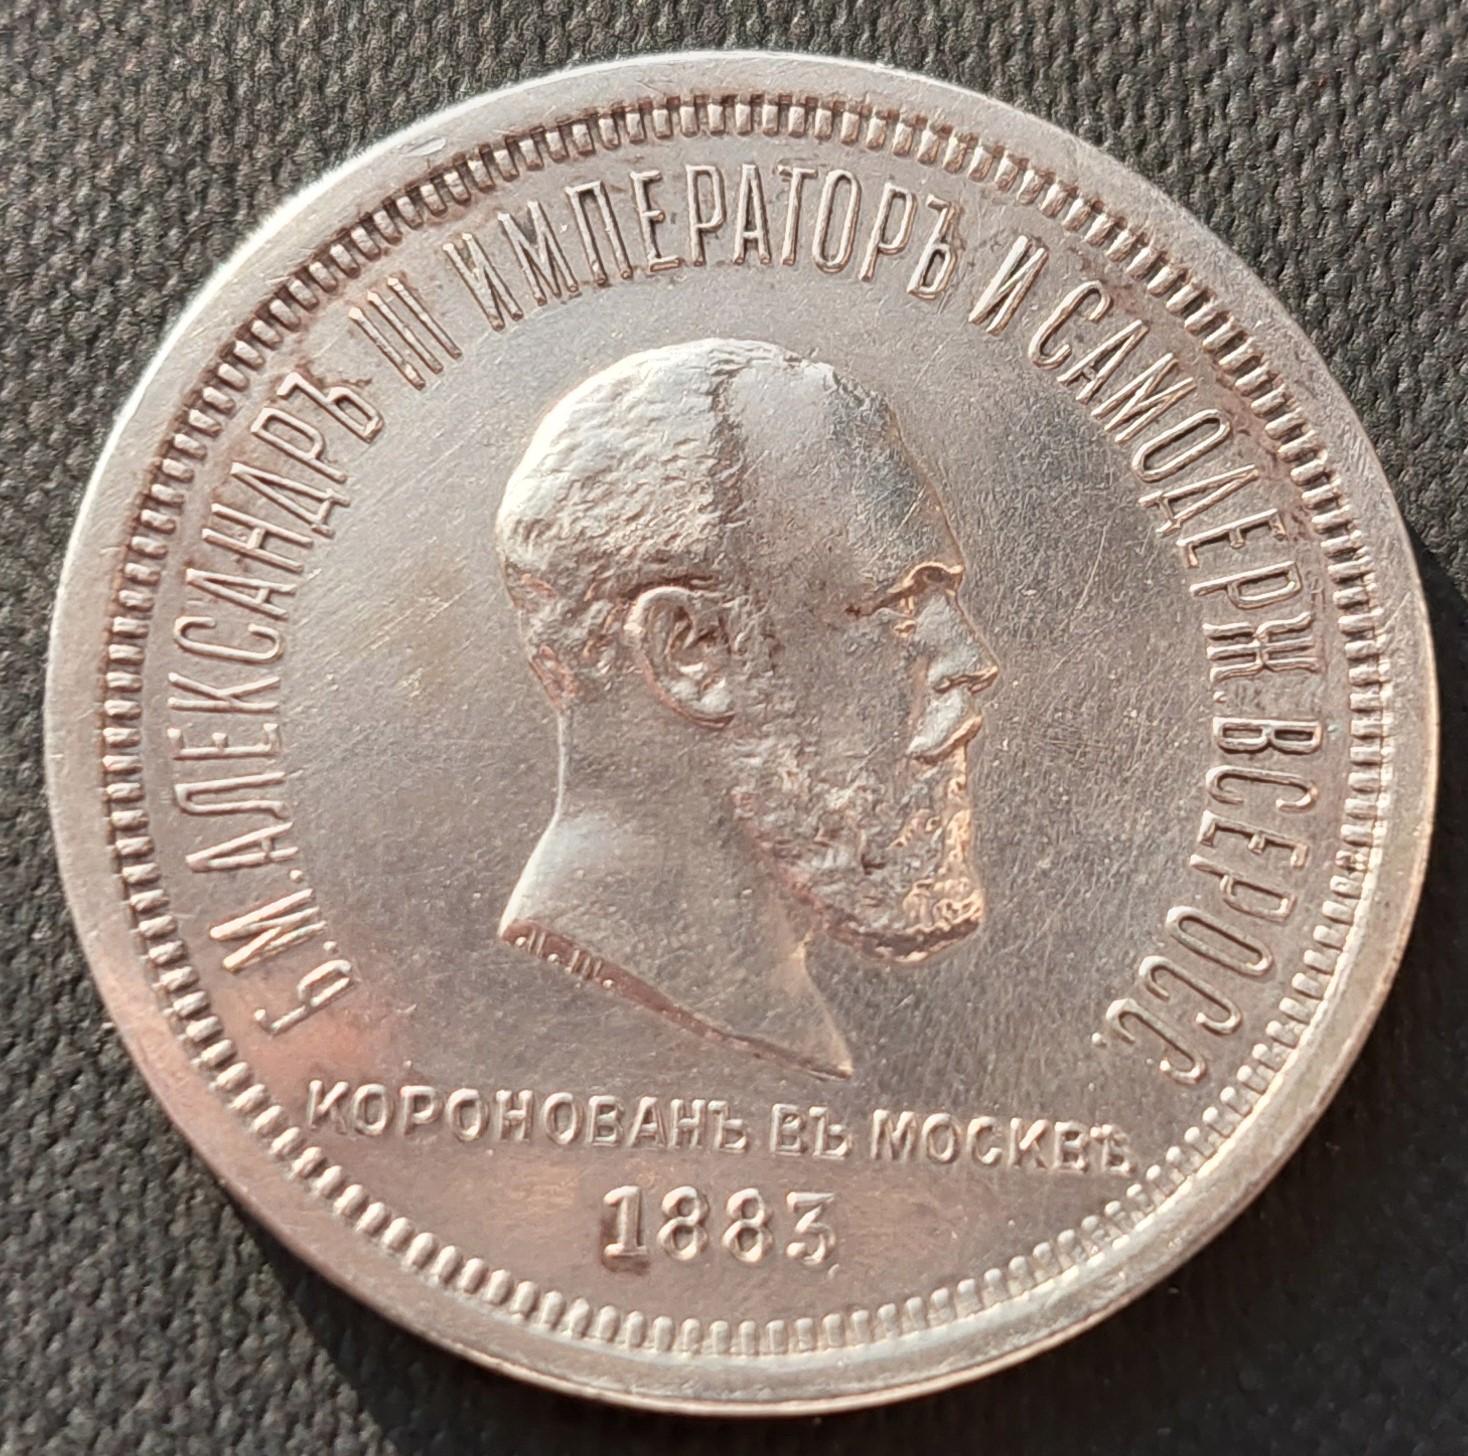 Б.М.АЛЕКСАНДРЪ III ИМПЕРАТОРЪ И САМОДЕРЖ.ВСЕРОСС.
Л.Ш.
КОРОНОВАНЪ ВЪ МОСКВѢ
1883